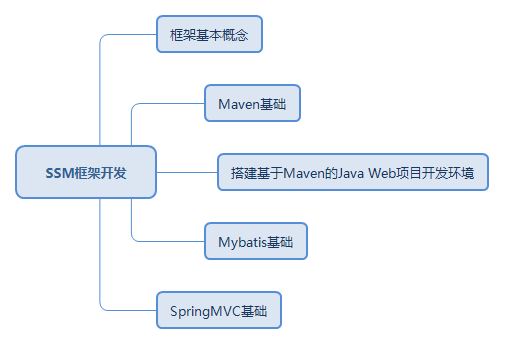 框架基本概念
Maven基础
SSM框架开发
搭建基于Maven的Java Web项目开发环境
Mybatis基础
SpringMVC基础